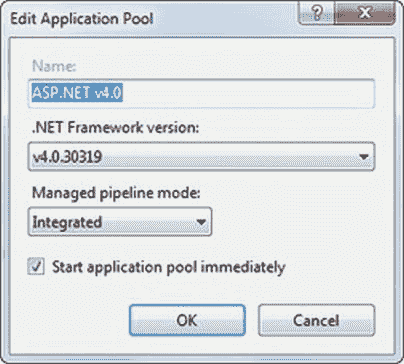 Edit Application Pool
Name:
ASP.NET v4.0
.NET Framework version:
v4.0.30319
Managed pipeline mode:
Integrated
Start application pool immediately
OK
Cancel